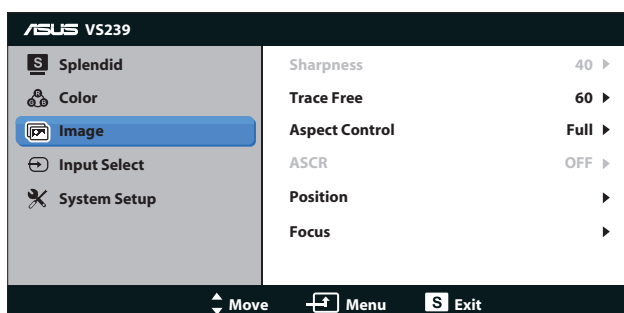 ASUS VS239
S Splendid
Color
Image
Input Select
System Setup
Sharpness 40
Trace Free 60
Aspect Control Full
ASCR OFF
Position
Focus
Move Menu S Exit